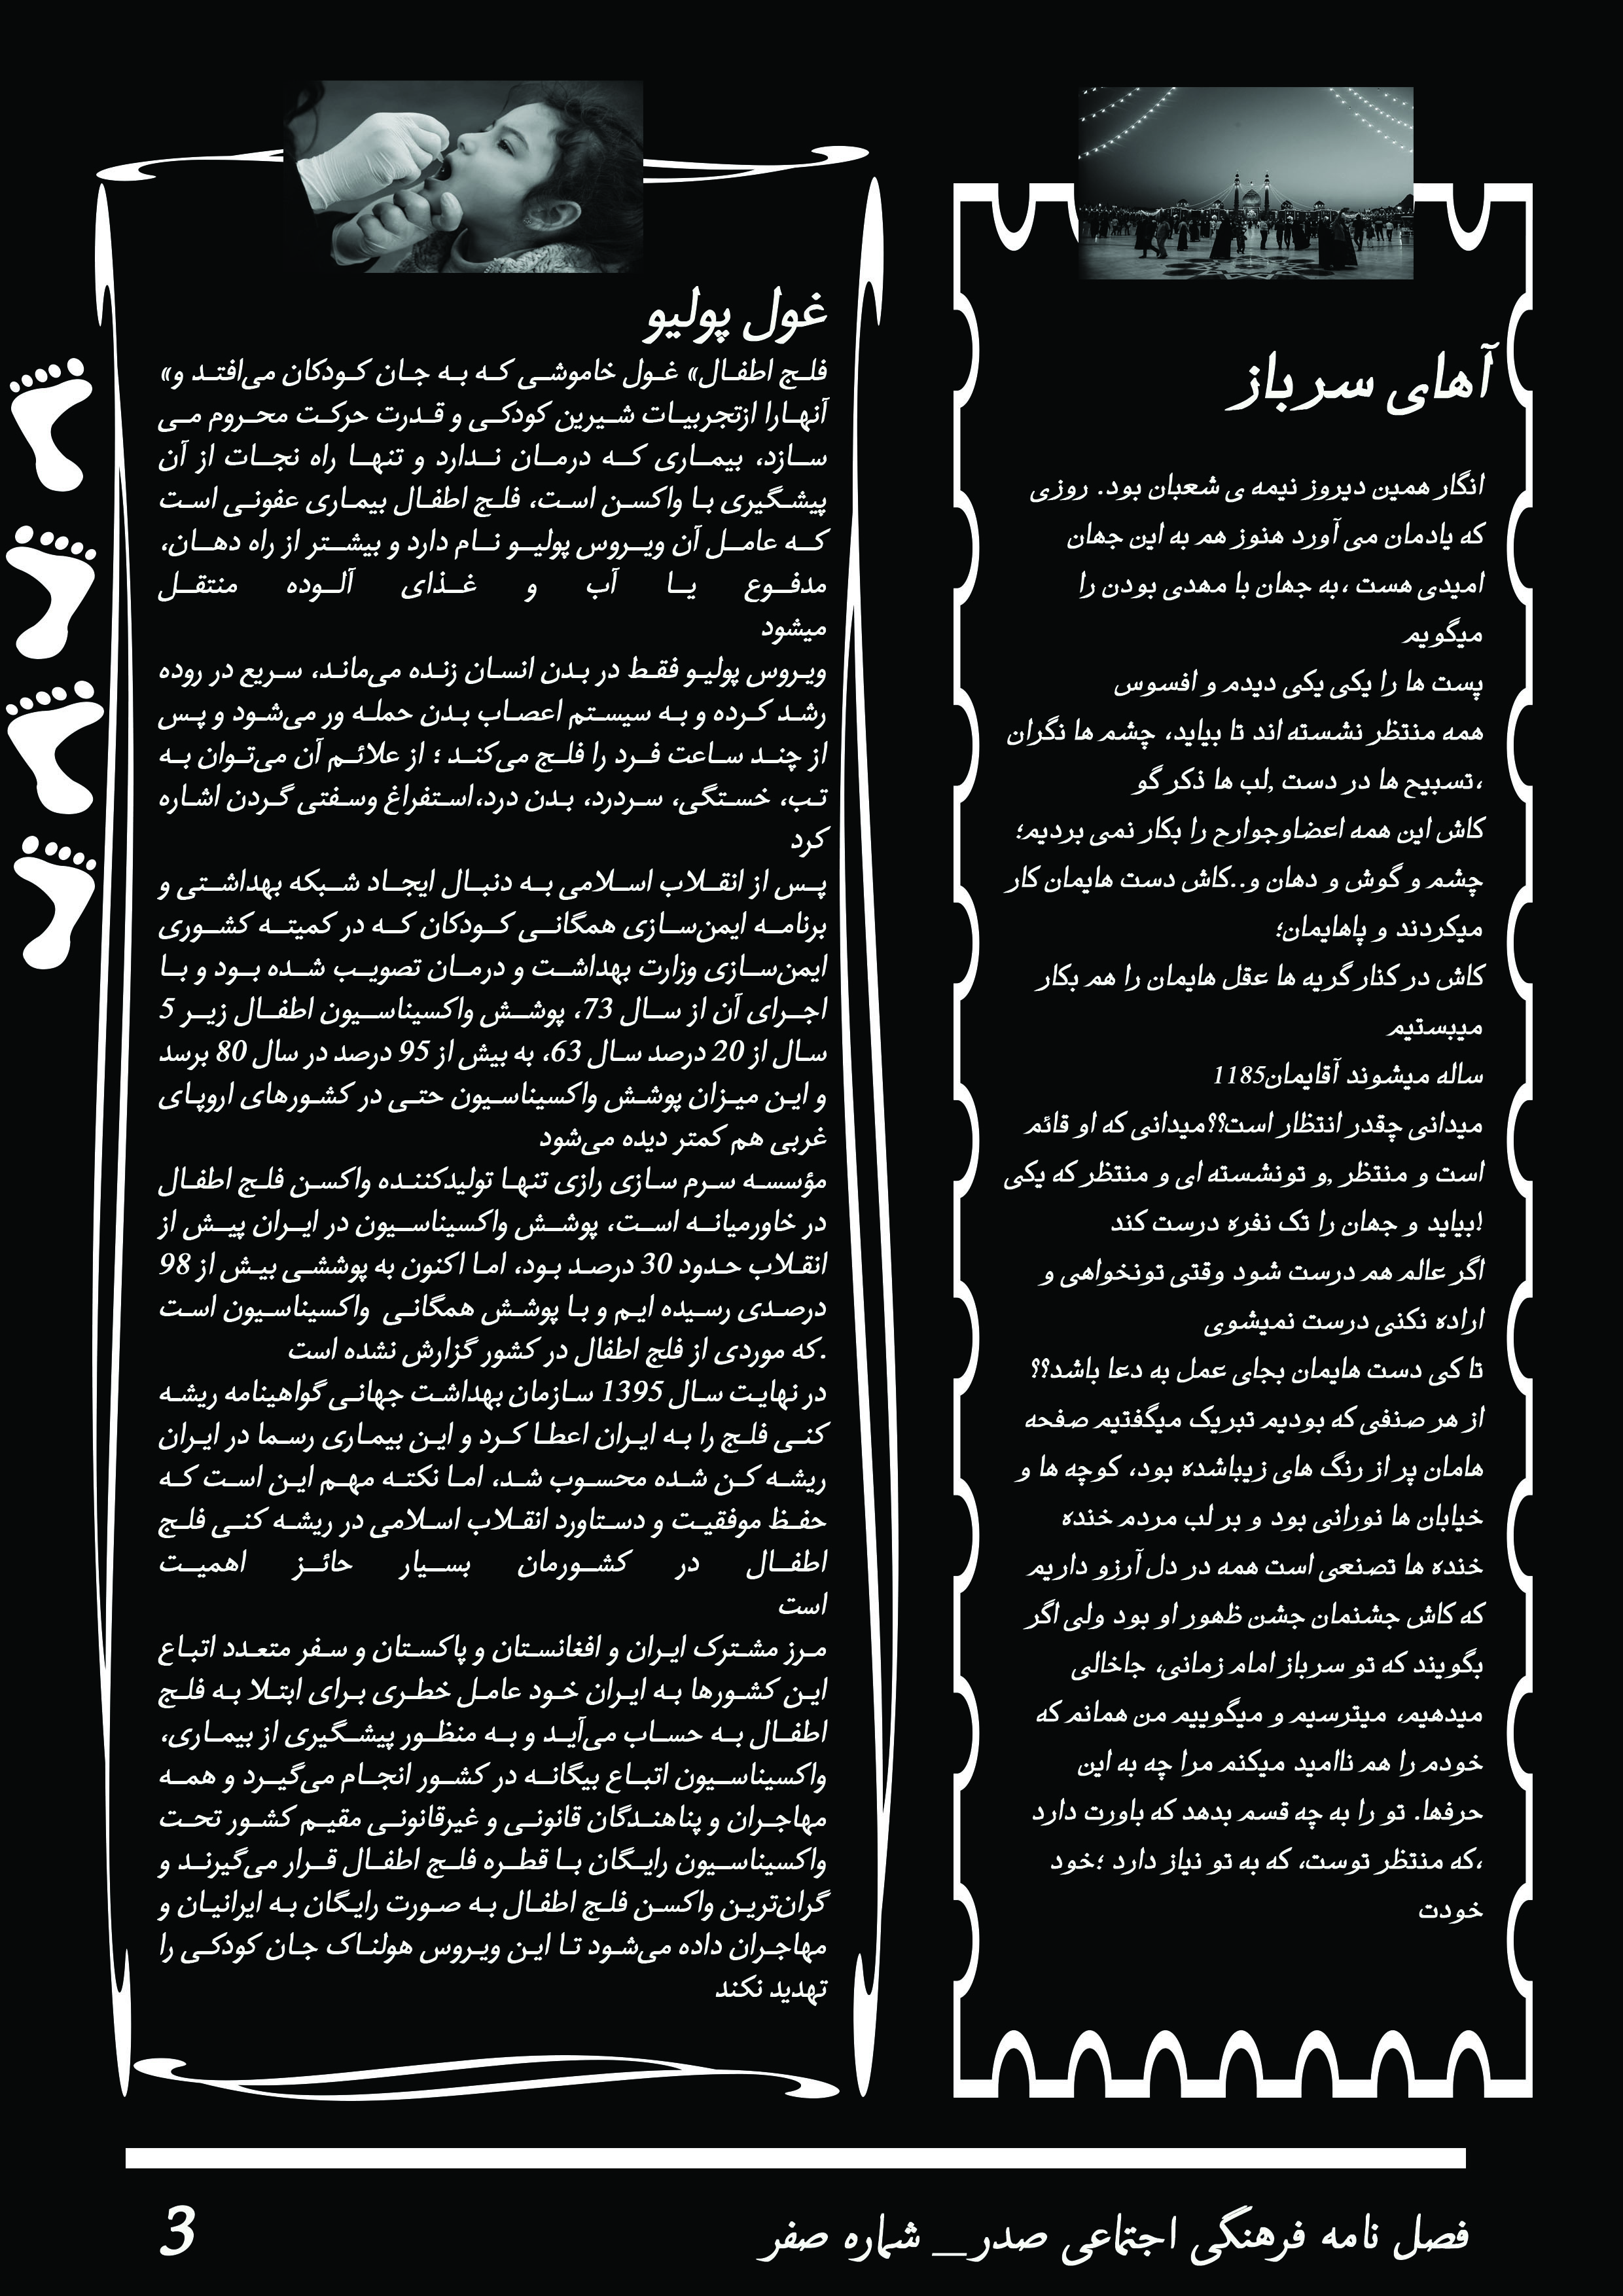 آهای سرباز
انگار همین دیروز نیمه ی شعبان بود. روزی
که یادمان می آورد هنوز هم به این جهان
امیدی هست ،به جهان با مهدی بودن را
میگویم
پست ها را یکی یکی دیدم و افسوس
همه منتظر نشسته اند تا بیاید، چشم ها نگران
،تسبیح ها در دست ,لب ها ذکر گو
کاش این همه اعضاوجوارح را بکار نمی بردیم؛
چشم و گوش و دهان و..کاش دست هایمان کار
میکردند و پاهایمان؛
کاش در کنار گریه ها عقل هایمان را هم بکار
میبستیم
ساله میشوند آقایمان1185
میدانی چقدر انتظار است؟؟میدانی که او قائم
است و منتظر ,و تونشسته ای و منتظر که یکی
!بیاید و جهان را تک نفره درست کند
اگر عالم هم درست شود وقتی تونخواهی و
اراده نکنی درست نمیشوی
تا کی دست هایمان بجای عمل به دعا باشد؟؟
از هر صنفی که بودیم تبریک میگفتیم صفحه
هامان پر از رنگ های زیباشده بود، کوچه ها و
خیابان ها نورانی بود و بر لب مردم خنده
خنده ها تصنعی است همه در دل آرزو داریم
که کاش جشنمان جشن ظهور او بود ولی اگر
بگویند که تو سرباز امام زمانی، جاخالی
میدهیم، میترسیم و میگوییم من همانم که
خودم را هم ناامید میکنم مرا چه به این
حرفها. تو را به چه قسم بدهد که باورت دارد
،که منتظر توست، که به تو نیاز دارد ؛خود
خودت
غول پولیو
فلج اطفال» غول خاموشی که به جان کودکان می‌افتد و»
آنهارا ازتجربیات شیرین کودکی و قدرت حرکت محروم می
سازد، بیماری که درمان ندارد و تنها راه نجات از آن
پیشگیری با واکسن است، فلج اطفال بیماری عفونی است
که عامل آن ویروس پولیو نام دارد و بیشتر از راه دهان،
مدفوع یا آب و غذای آلوده منتقل
میشود
ویروس پولیو فقط در بدن انسان زنده می‌ماند، سریع در روده
رشد کرده و به سیستم اعصاب بدن حمله ور می‌شود و پس
از چند ساعت فرد را فلج می‌کند ؛ از علائم آن می‌توان به
تب، خستگی، سردرد، بدن درد،استفراغ وسفتی گردن اشاره
کرد
پس از انقلاب اسلامی به دنبال ایجاد شبکه بهداشتی و
برنامه ایمن‌سازی همگانی کودکان که در کمیته کشوری
ایمن‌سازی وزارت بهداشت و درمان تصویب شده بود و با
اجرای آن از سال 73، پوشش واکسیناسیون اطفال زیر 5
سال از 20 درصد سال 63، به بیش از 95 درصد در سال 80 برسد
و این میزان پوشش واکسیناسیون حتی در کشورهای اروپای
غربی هم کمتر دیده می‌شود
مؤسسه سرم سازی رازی تنها تولیدکننده واکسن فلج اطفال
در خاورمیانه است، پوشش واکسیناسیون در ایران پیش از
انقلاب حدود 30 درصد بود، اما اکنون به پوششی بیش از 98
درصدی رسیده ایم و با پوشش همگانی واکسیناسیون است
.که موردی از فلج اطفال در کشور گزارش نشده است
در نهایت سال 1395 سازمان بهداشت جهانی گواهینامه ریشه
کنی فلج را به ایران اعطا کرد و این بیماری رسما در ایران
ریشه کن شده محسوب شد، اما نکته مهم این است که
حفظ موفقیت و دستاورد انقلاب اسلامی در ریشه کنی فلج
اطفال در کشورمان بسیار حائز اهمیت
است
مرز مشترک ایران و افغانستان و پاکستان و سفر متعدد اتباع
این کشورها به ایران خود عامل خطری برای ابتلا به فلج
اطفال به حساب می‌آید و به منظور پیشگیری از بیماری،
واکسیناسیون اتباع بیگانه در کشور انجام می‌گیرد و همه
مهاجران و پناهندگان قانونی و غیرقانونی مقیم کشور تحت
واکسیناسیون رایگان با قطره فلج اطفال قرار می‌گیرند و
گران‌ترین واکسن فلج اطفال به صورت رایگان به ایرانیان و
مهاجران داده می‌شود تا این ویروس هولناک جان کودکی را
تهدید نکند
فصل نامه فرهنگی اجتماعی صدر_ شماره صفر
3